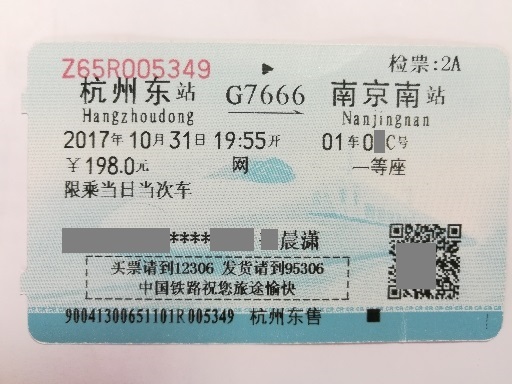 Z65R005349 检票:2A
杭州东站 G7666 南京南站
Hangzhoudong Nanjingnan
2017年10月31日19:55开 01车0C号
￥198.0元 网 一等座
限乘当日当次车
**** 晨潇
买票请到12306 发货请到95306
中国铁路祝您旅途愉快
90041300651101R005349 杭州东售